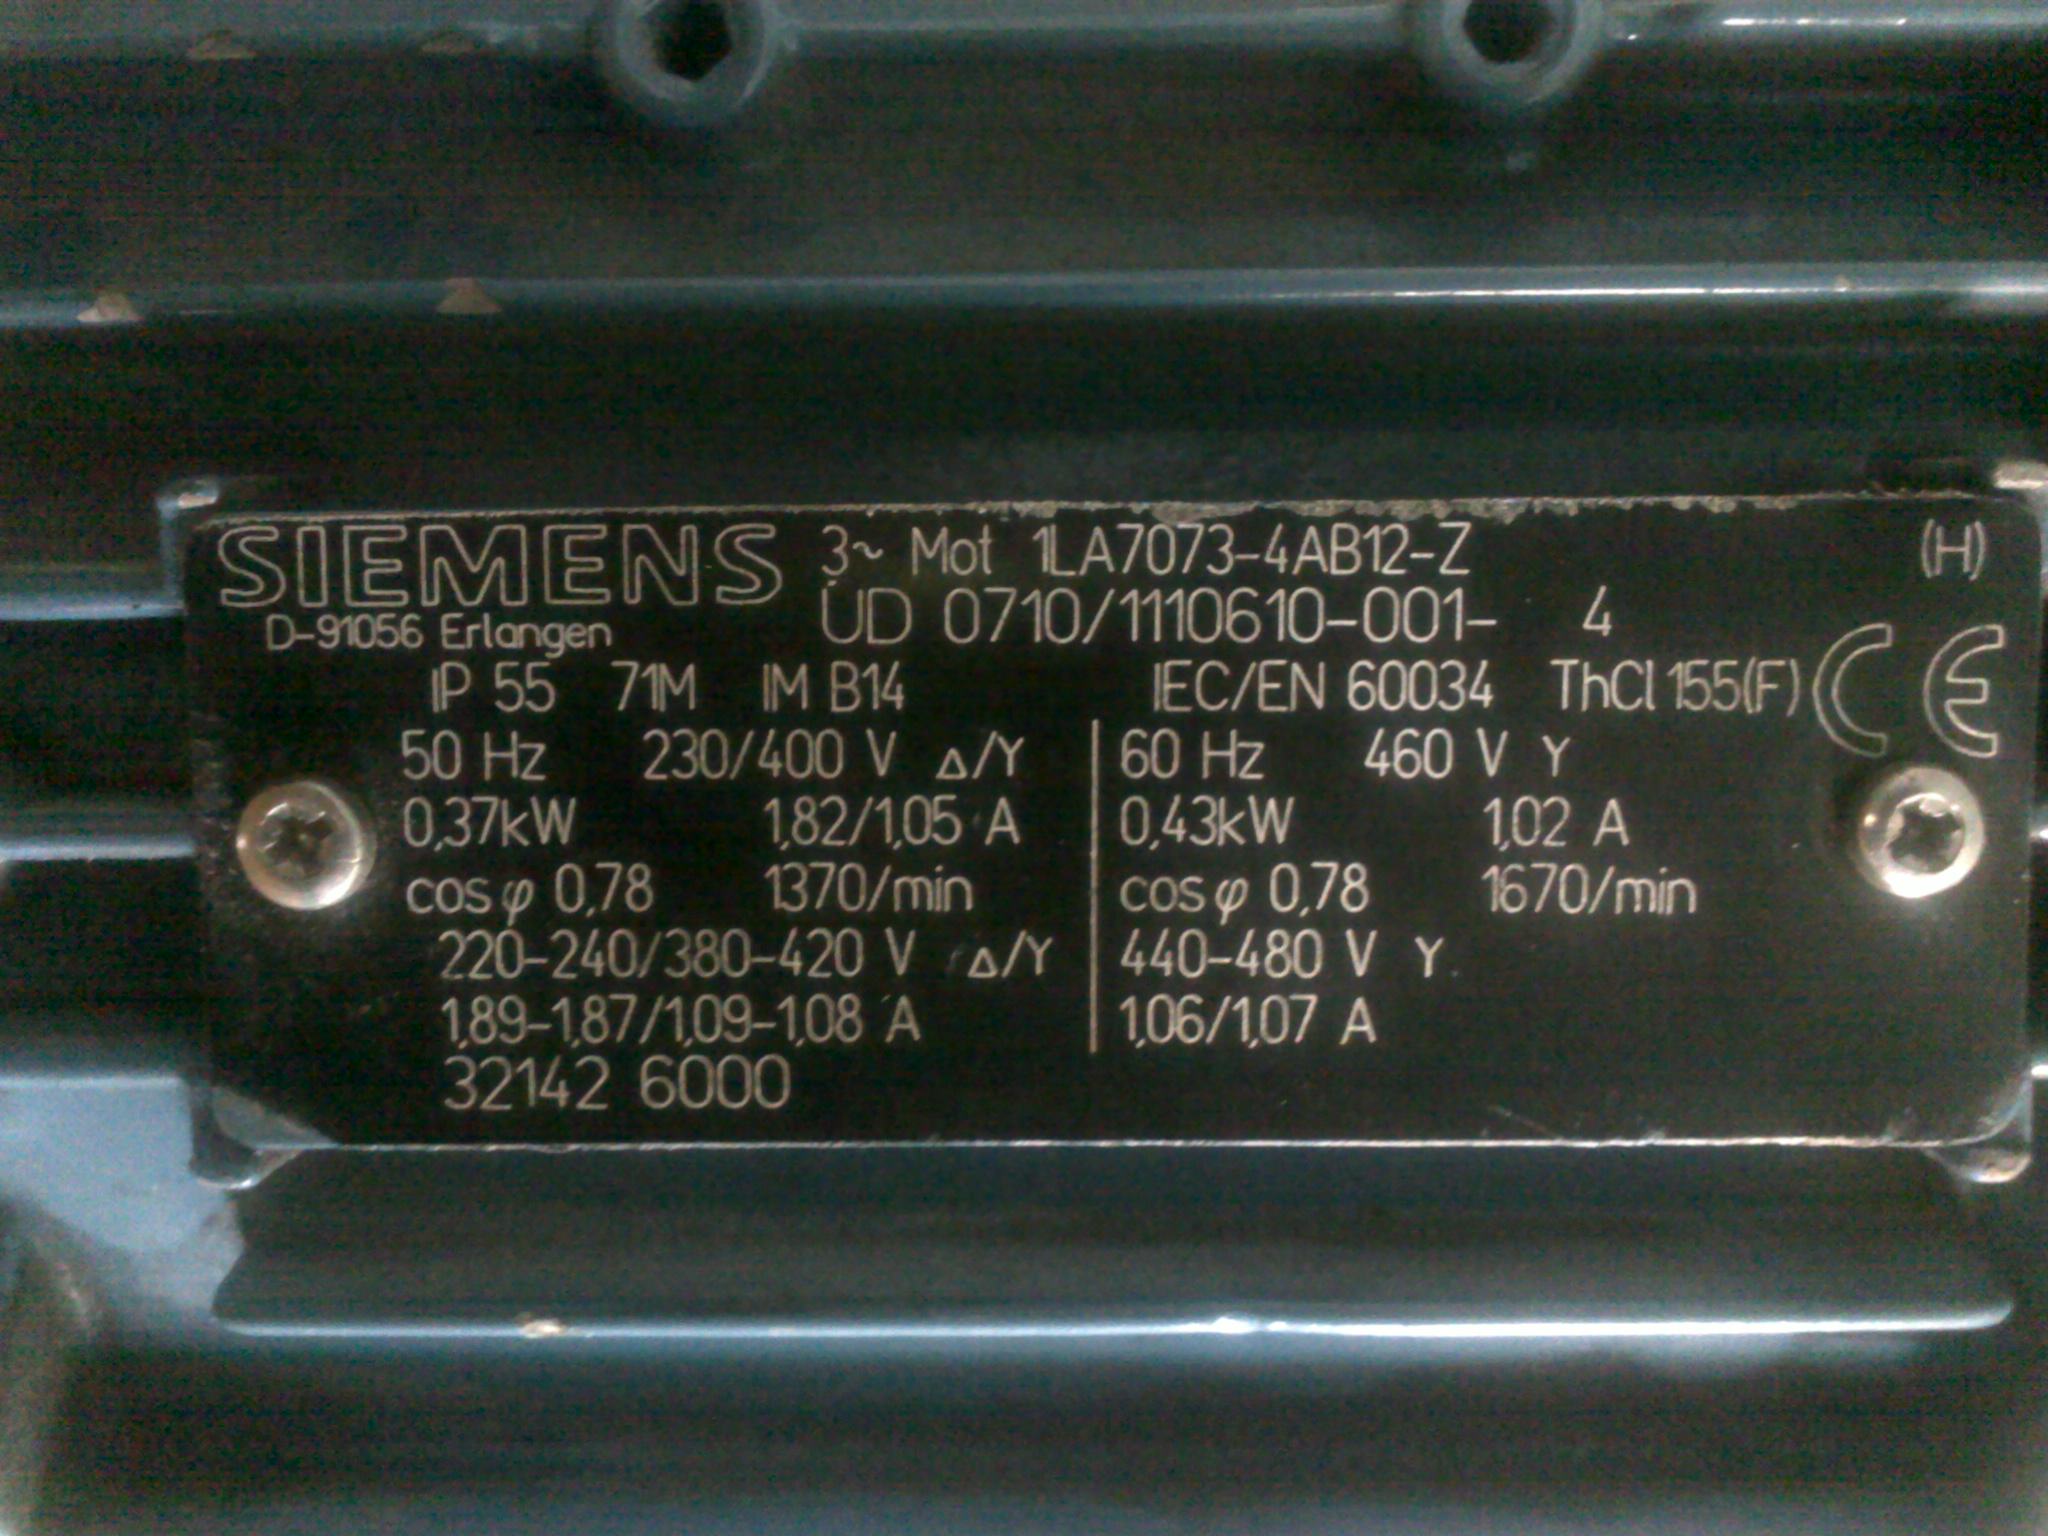 SIEMENS 3~ Mot 1LA7073-4AB12-Z (H)
D-91056 Erlangen UD 0710/1110610-001- 4
IP 55 71M IM B14 IEC/EN 60034 ThCl 155(F) CE
50 Hz 230/400 V Δ/Y 60 Hz 460 V Y
0,37kW 1,82/1,05 A 0,43kW 1,02 A
cos φ 0,78 1370/min cos φ 0,78 1670/min
220-240/380-420 V Δ/Y 440-480 V Y
1,89-1,87/1,09-1,08 A 1,06/1,07 A
32142 6000